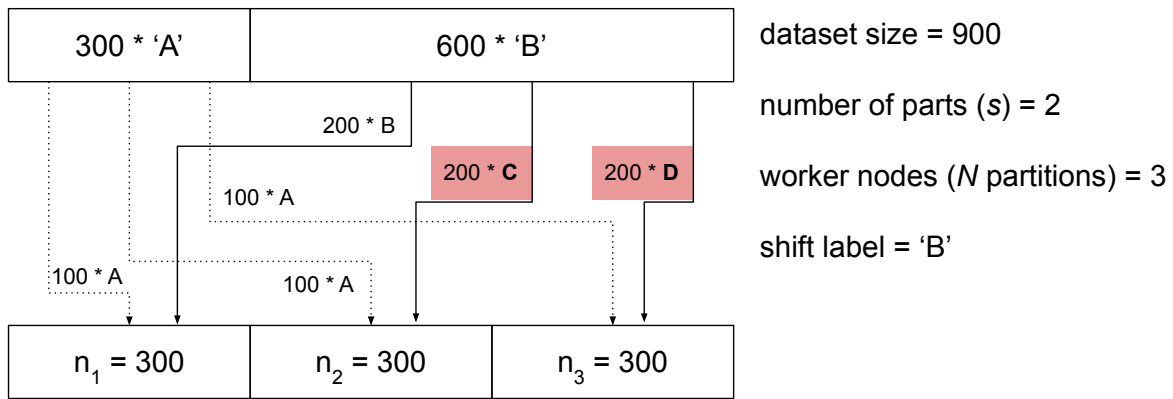 300 * ‘A’
600 * ‘B’
dataset size = 900
number of parts (s) = 2
200 * B
200 * C
200 * D
worker nodes (N partitions) = 3
100 * A
shift label = ‘B’
100 * A
100 * A
n₁ = 300
n₂ = 300
n₃ = 300